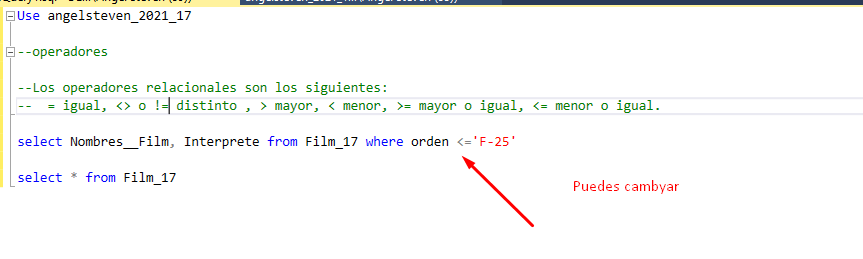 Use angelsteven_2021_17
--operadores
--Los operadores relacionales son los siguientes:
--  = igual, <> o != distinto , > mayor, < menor, >= mayor o igual, <= menor o igual.
select Nombres__Film, Interprete from Film_17 where orden <='F-25'
Puedes cambyar
select * from Film_17